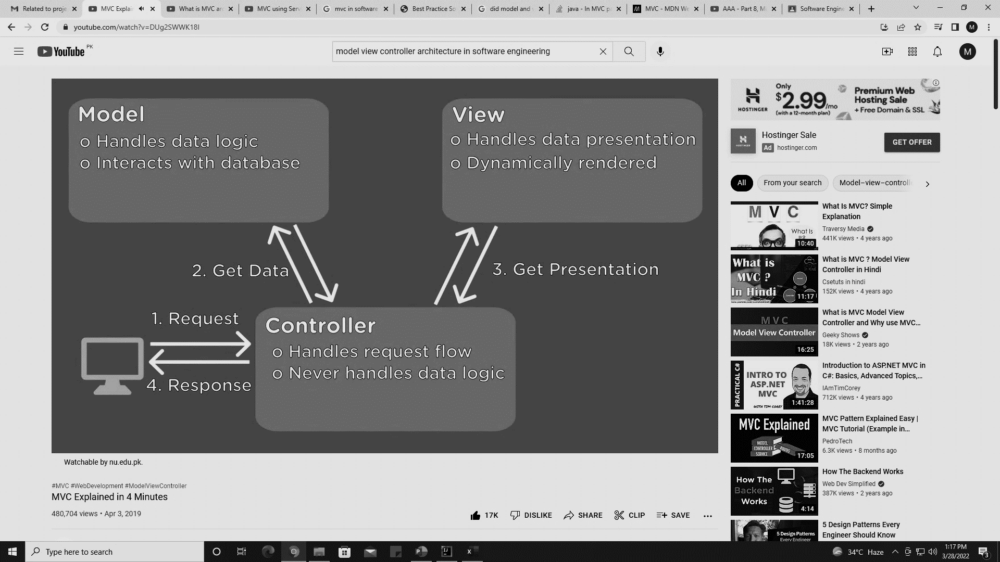 Related to proje
MVC Explai
What is MVC arc
MVC using Serv
mvc in software
Best Practice So
did model and v
java - In MVC pa
MVC - MDN We
AAA - Part 8, M
Software Engine
youtube.com/watch?v=DUg2SWWK18I
M
YouTube PK
model view controller architecture in software engineering
M
Model
o Handles data logic
o Interacts with database
View
o Handles data presentation
o Dynamically rendered
2. Get Data
3. Get Presentation
1. Request
4. Response
Controller
o Handles request flow
o Never handles data logic
Watchable by nu.edu.pk.
#MVC #WebDevelopment #ModelViewController
MVC Explained in 4 Minutes
480,704 views • Apr 3, 2019
17K
DISLIKE
SHARE
CLIP
SAVE
HOSTINGER
Only
$2.99/mo
(with a 12-month plan)
Premium Web
Hosting Sale
+ Free Domain & SSL
Hostinger Sale
Ad hostinger.com
GET OFFER
All
From your search
Model–view–controll
M V C
What Is
It?
10:40
What Is MVC? Simple
Explanation
Traversy Media
441K views • 4 years ago
What is
MVC ?
In Hindi
11:17
What is MVC ? Model View
Controller in Hindi
Csetuts in hindi
152K views • 4 years ago
MVC
Model View Controller
16:25
What is MVC Model View
Controller and Why use MVC...
Geeky Shows
18K views • 2 years ago
PRACTICAL C#
INTRO TO
ASP.NET
MVC
WITH TIM COREY
1:41:28
Introduction to ASP.NET MVC in
C#: Basics, Advanced Topics,...
IAmTimCorey
712K views • 4 years ago
MVC Explained
MODEL
CONTROLLER
SERVICE
ROUTES
17:05
MVC Pattern Explained Easy |
MVC Tutorial (Example in...
PedroTech
6.3K views • 8 months ago
How The
Backend
Works
4:14
How The Backend Works
Web Dev Simplified
387K views • 2 years ago
5 Design Patterns
Every Engineer
5 Design Patterns Every
Engineer Should Know
Type here to search
34°C Haze
1:17 PM
3/28/2022
3